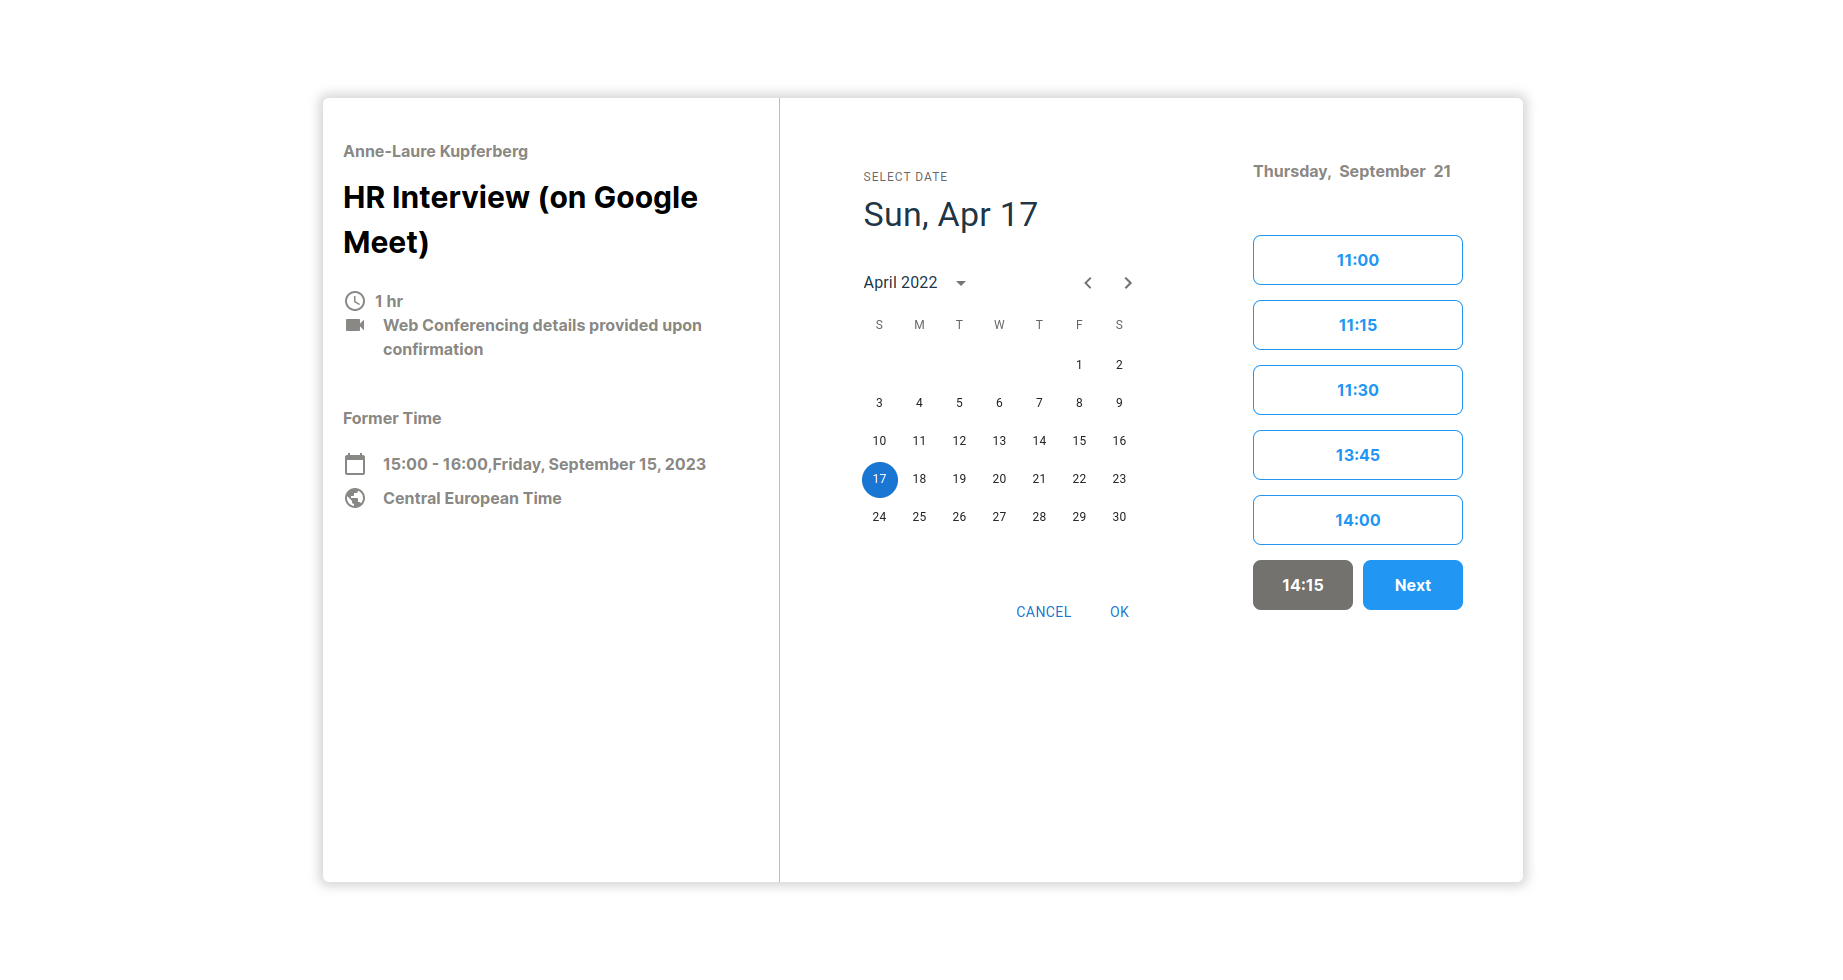 Anne-Laure Kupferberg
HR Interview (on Google
Meet)
1 hr
Web Conferencing details provided upon
confirmation
Former Time
15:00 - 16:00,Friday, September 15, 2023
Central European Time
SELECT DATE
Sun, Apr 17
April 2022
S M T W T F S
1 2
3 4 5 6 7 8 9
10 11 12 13 14 15 16
17 18 19 20 21 22 23
24 25 26 27 28 29 30
CANCEL OK
Thursday, September 21
11:00
11:15
11:30
13:45
14:00
14:15 Next